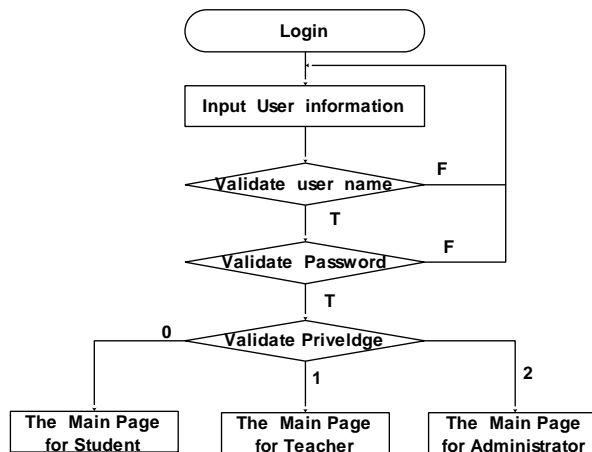 Login
Input User information
Validate user name
F
T
Validate Password
F
T
Validate Priveldge
0
1
2
The Main Page
for Student
The Main Page
for Teacher
The Main Page
for Administrator